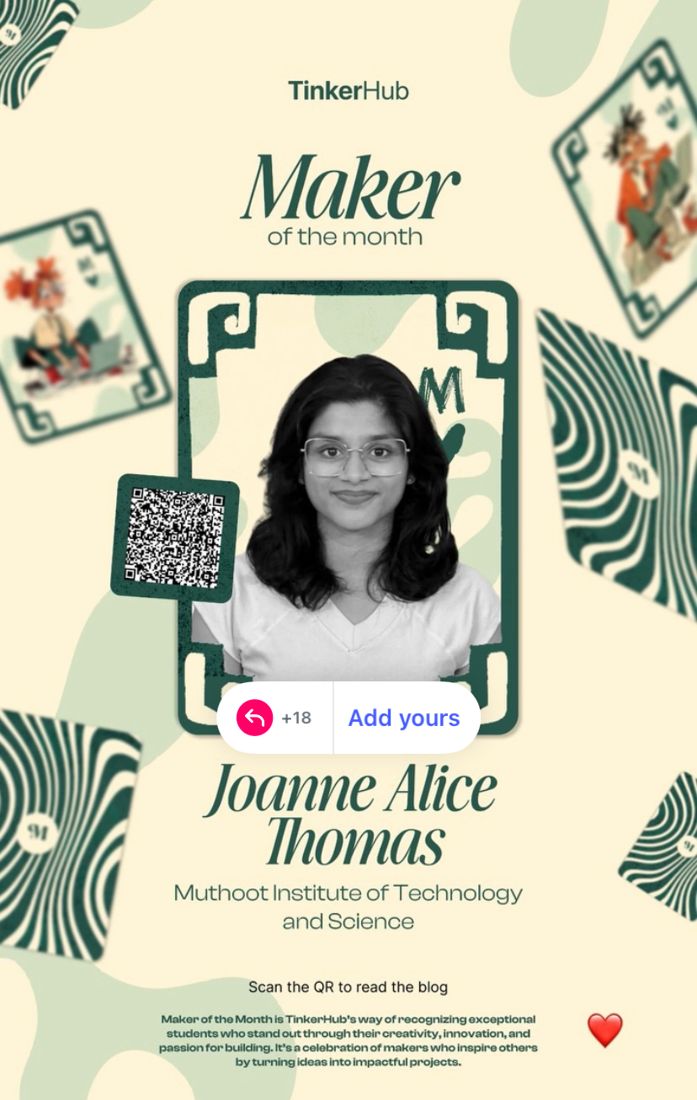 TinkerHub
Maker
of the month
M
+18
Add yours
Joanne Alice
Thomas
Muthoot Institute of Technology
and Science
Scan the QR to read the blog
Maker of the Month is TinkerHub's way of recognizing exceptional
students who stand out through their creativity, innovation, and
passion for building. It's a celebration of makers who inspire others
by turning ideas into impactful projects.